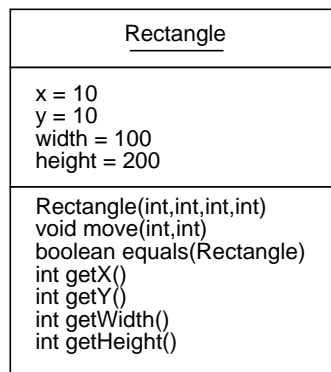 Rectangle
x = 10
y = 10
width = 100
height = 200
Rectangle(int,int,int,int)
void move(int,int)
boolean equals(Rectangle)
int getX()
int getY()
int getWidth()
int getHeight()